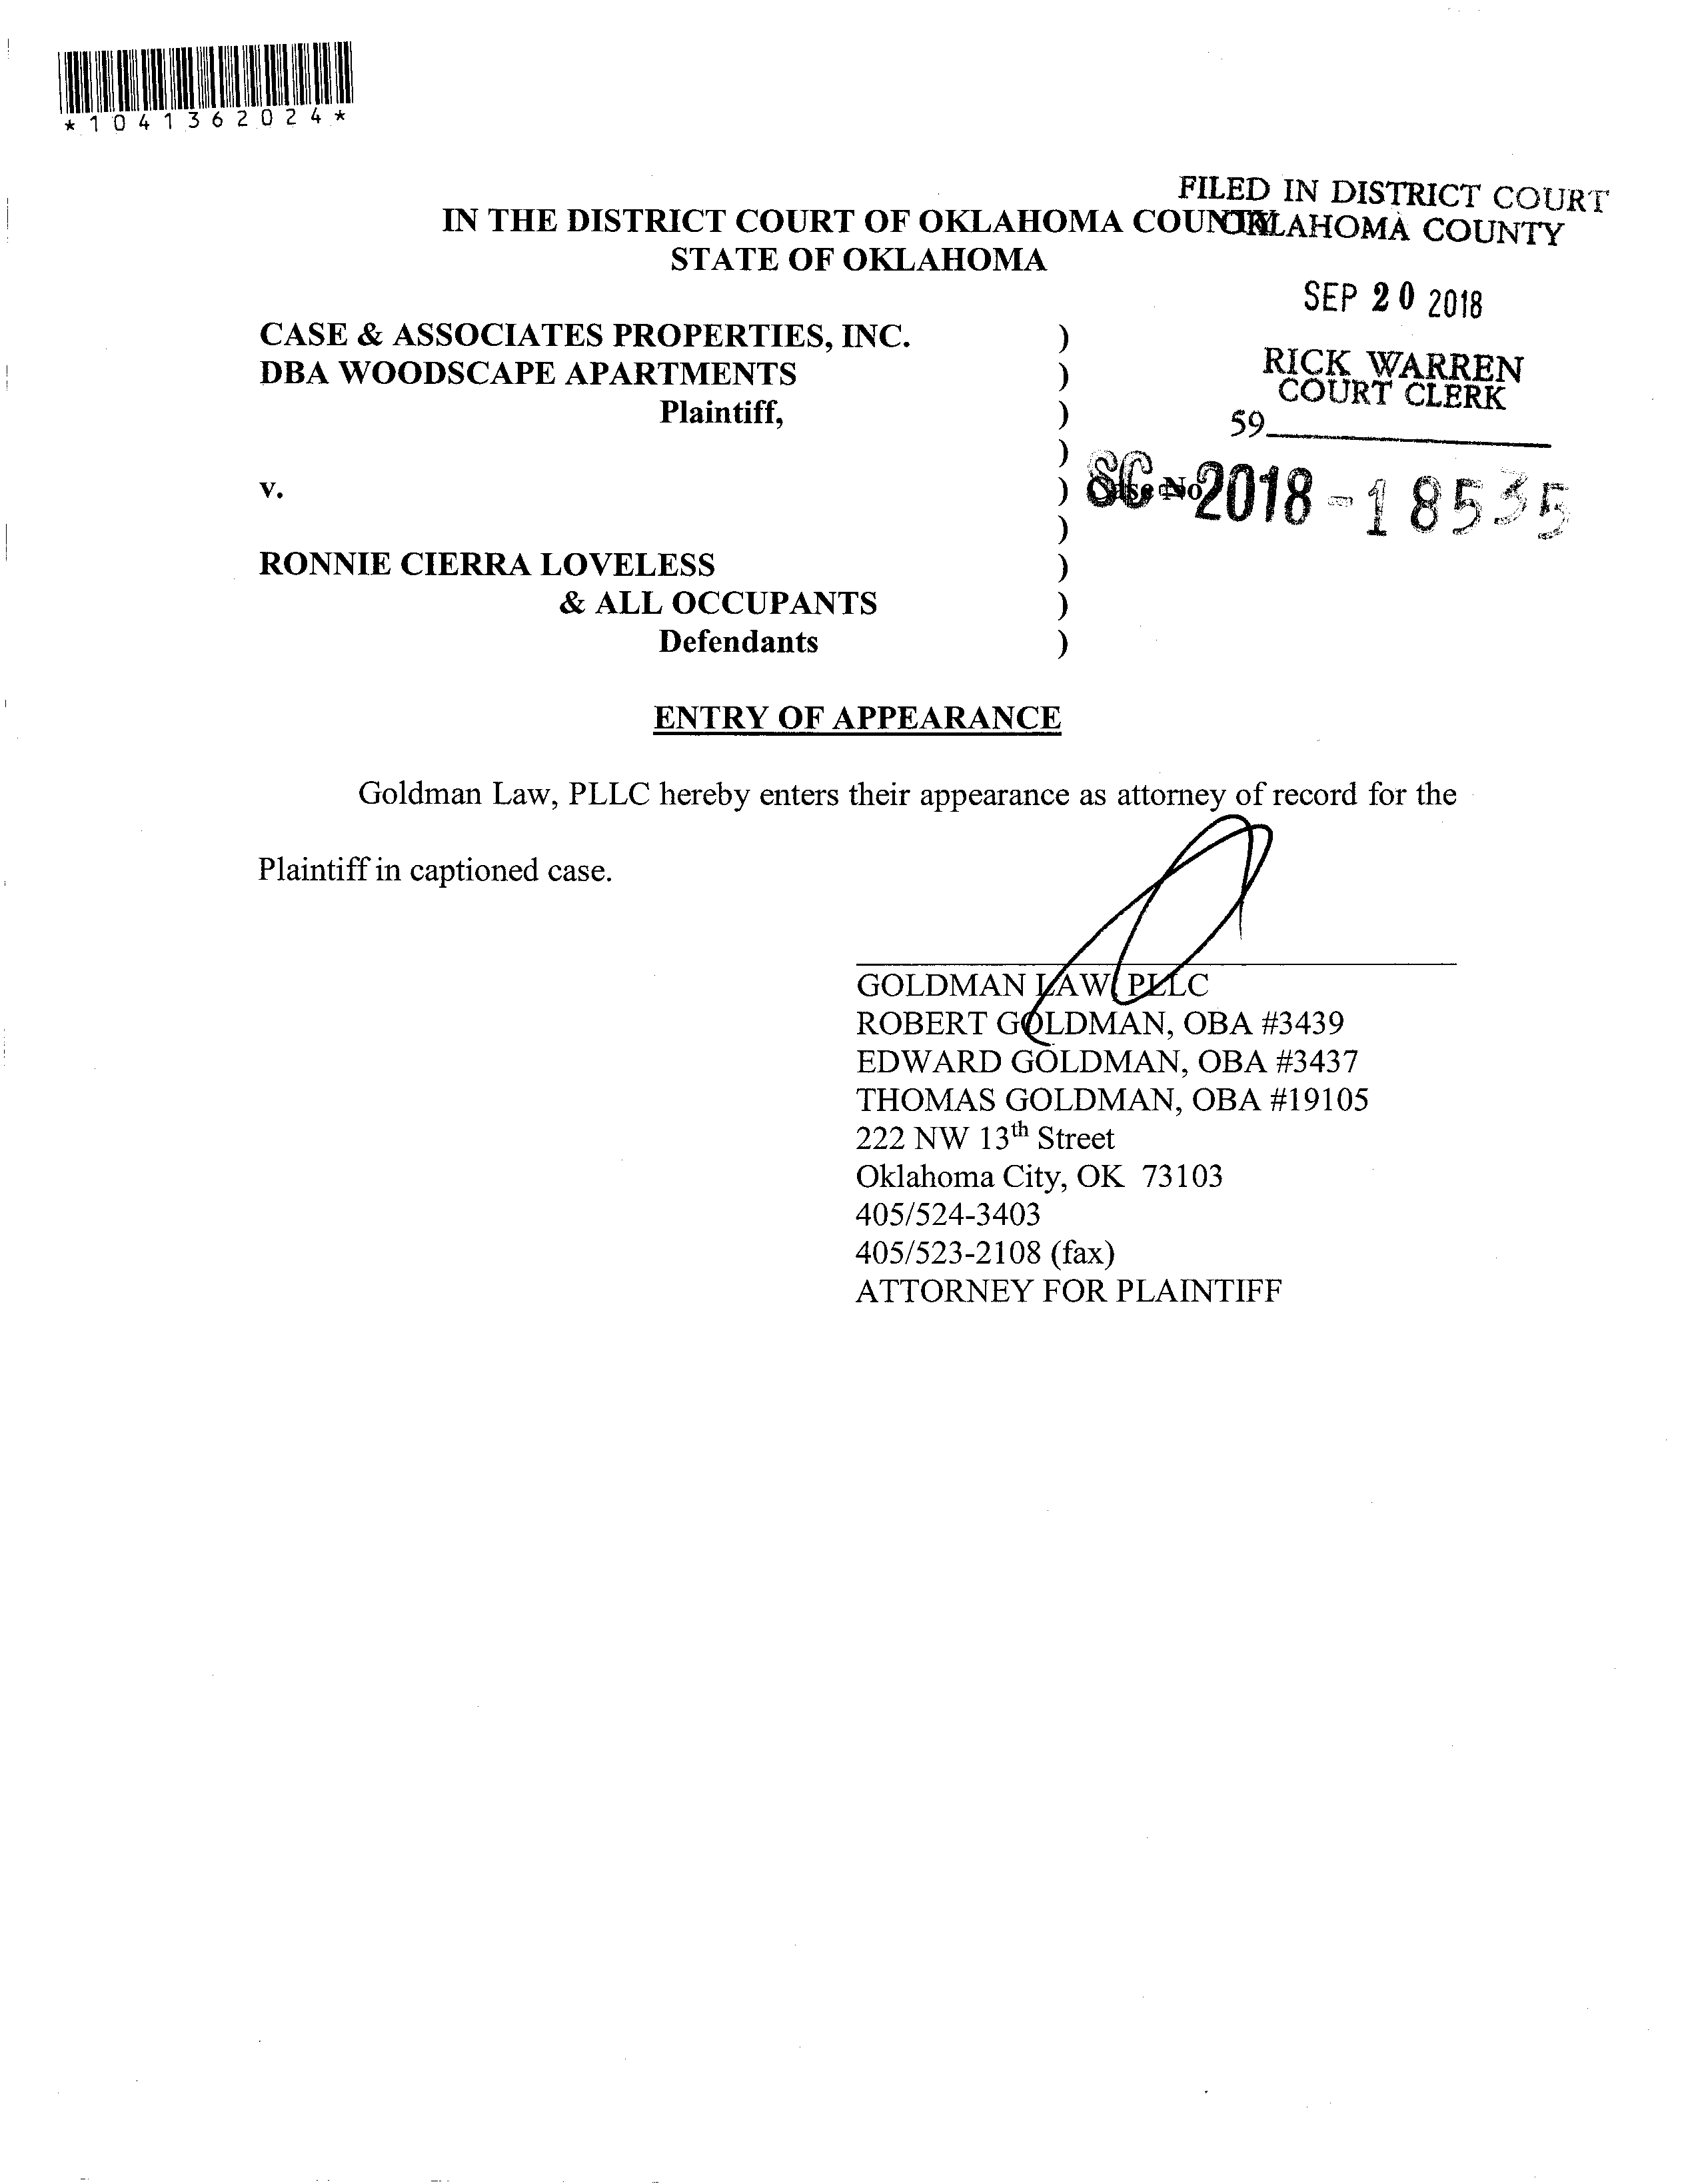 *1041362024*
FILED IN DISTRICT COURT
OKLAHOMA COUNTY
IN THE DISTRICT COURT OF OKLAHOMA COUNTY
STATE OF OKLAHOMA
SEP 20 2018
RICK WARREN
COURT CLERK
59
CASE & ASSOCIATES PROPERTIES, INC. )
DBA WOODSCAPE APARTMENTS )
Plaintiff, )
)
v. ) Case No
SC-2018-18535
)
RONNIE CIERRA LOVELESS )
& ALL OCCUPANTS )
Defendants )
ENTRY OF APPEARANCE
Goldman Law, PLLC hereby enters their appearance as attorney of record for the
Plaintiff in captioned case.
GOLDMAN LAW, PLLC
ROBERT GOLDMAN, OBA #3439
EDWARD GOLDMAN, OBA #3437
THOMAS GOLDMAN, OBA #19105
222 NW 13th Street
Oklahoma City, OK 73103
405/524-3403
405/523-2108 (fax)
ATTORNEY FOR PLAINTIFF